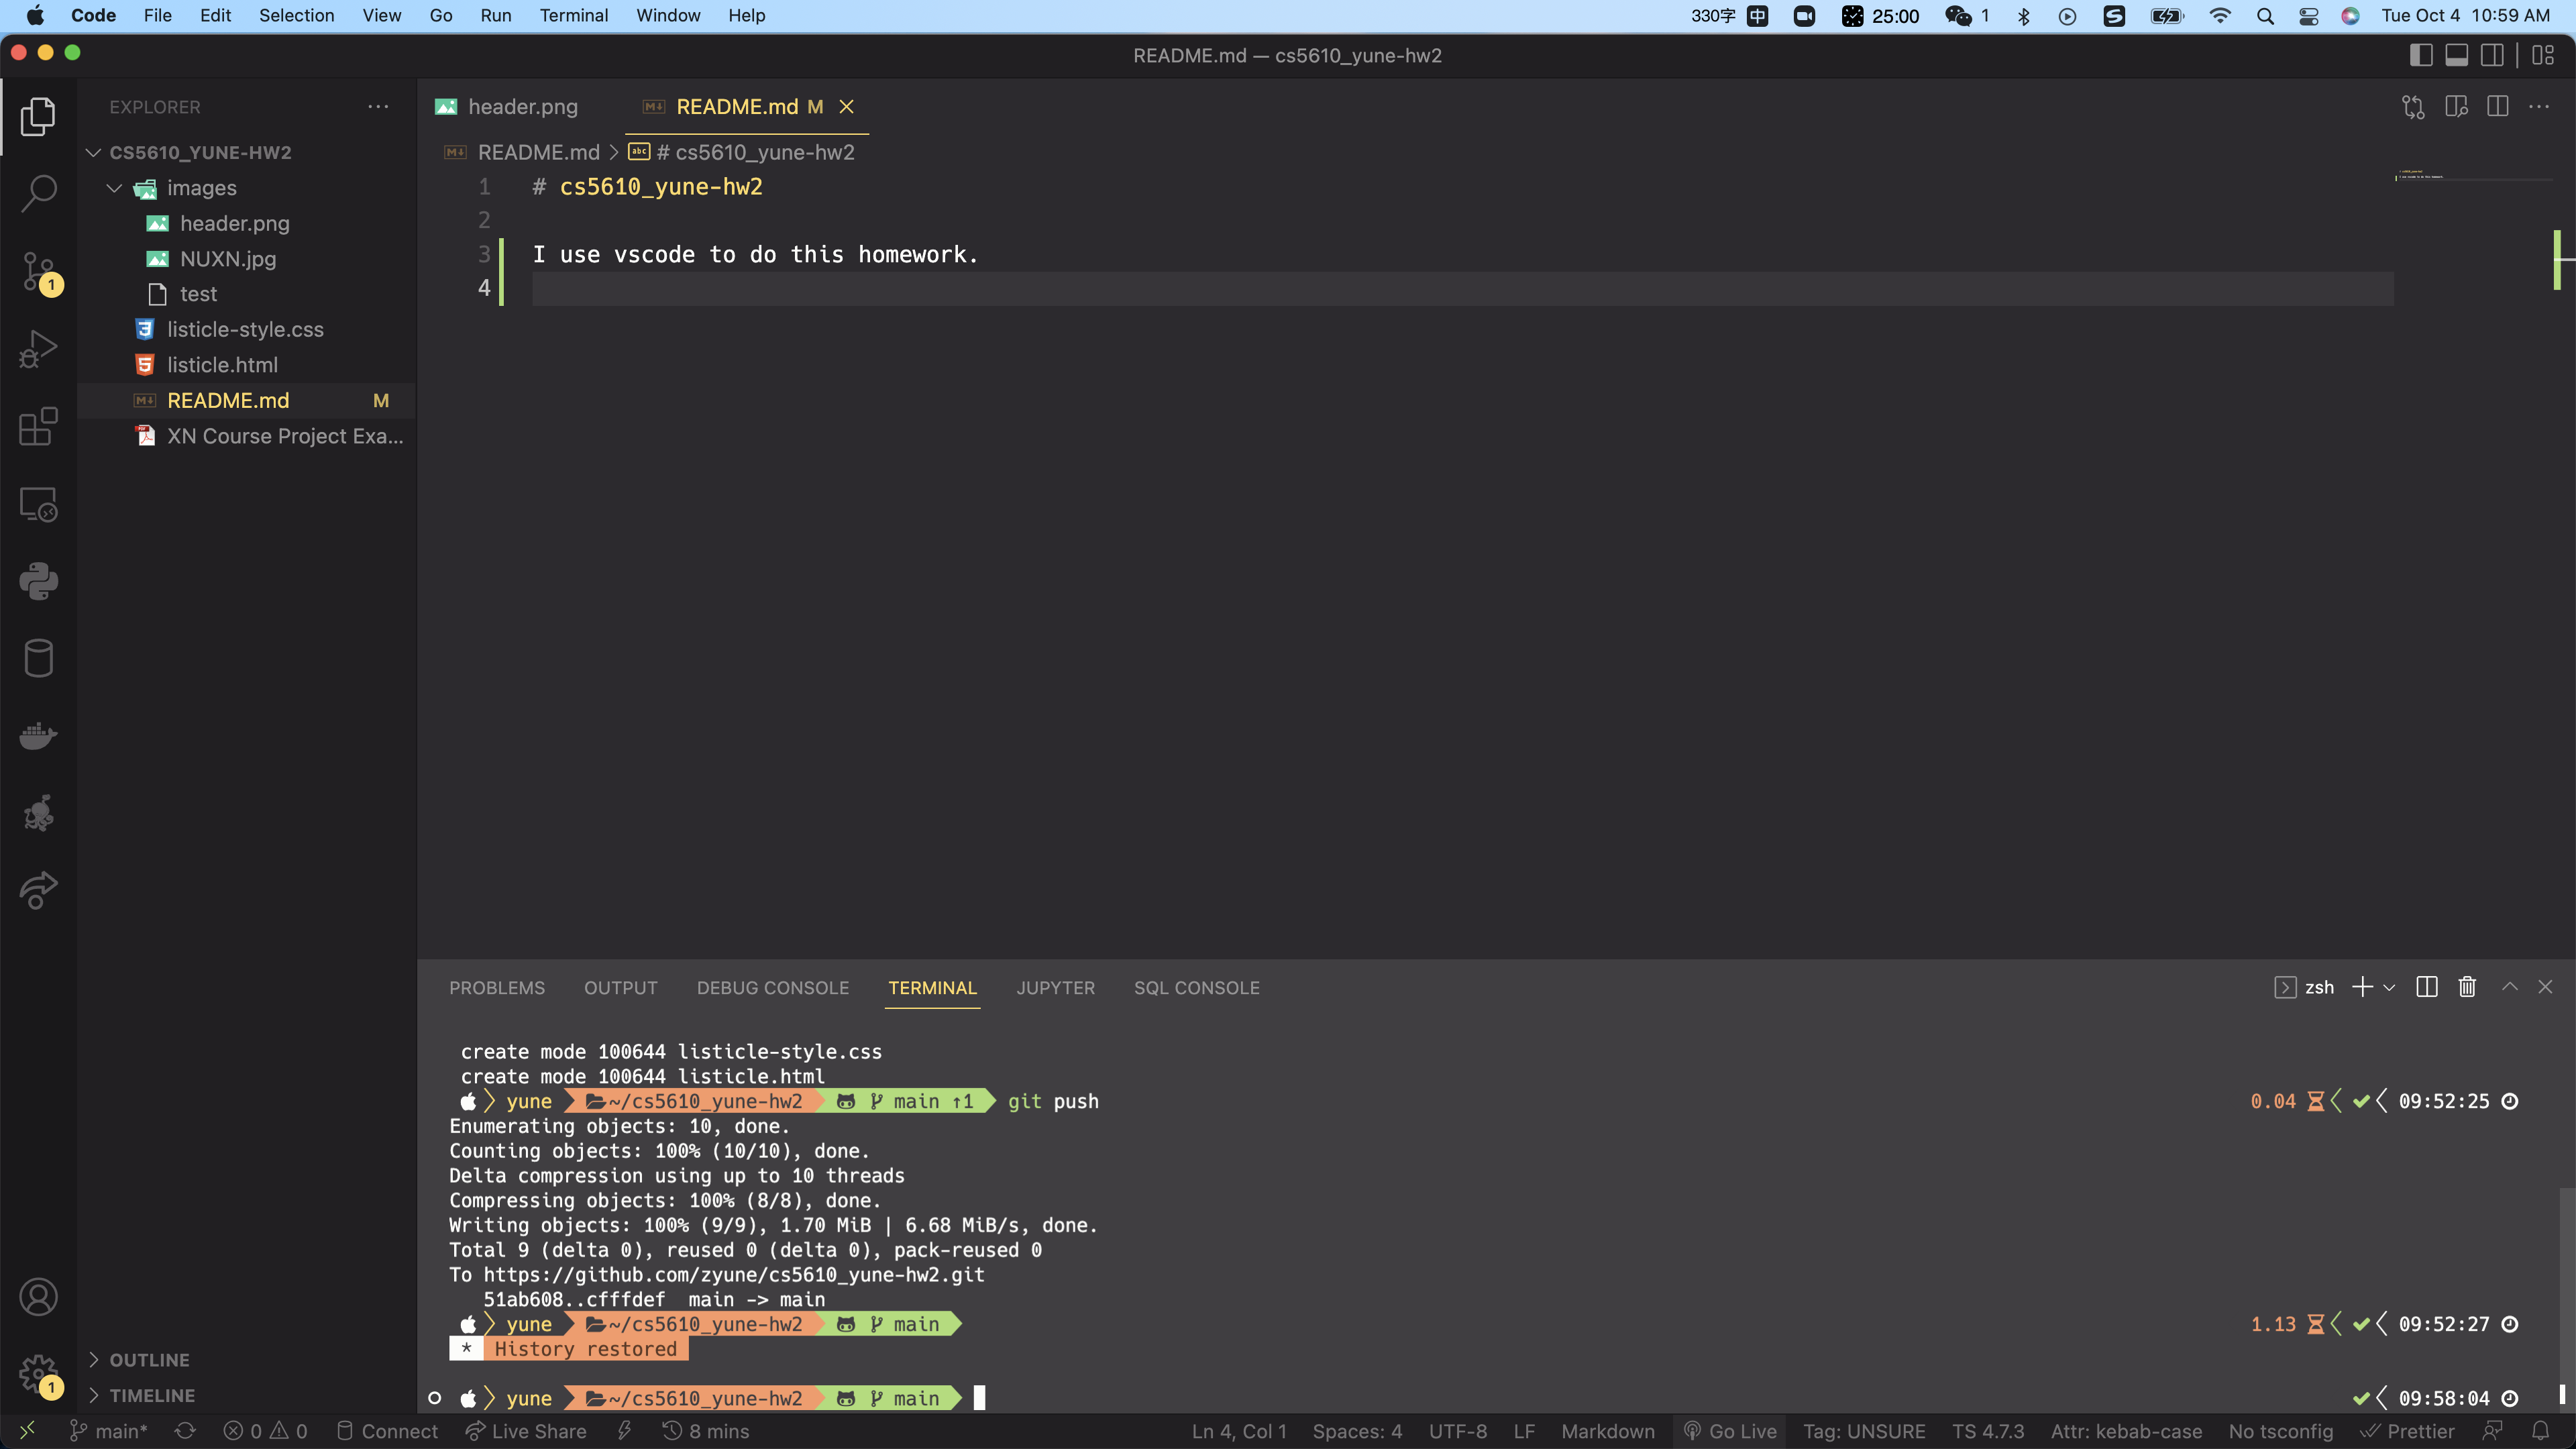 Code File Edit Selection View Go Run Terminal Window Help 330字 中 25:00 1 S Tue Oct 4 10:59 AM
README.md — cs5610_yune-hw2
EXPLORER
CS5610_YUNE-HW2
images
header.png
NUXN.jpg
test
listicle-style.css
listicle.html
README.md M
XN Course Project Exa...
OUTLINE
TIMELINE
1
1
header.png README.md M
README.md > # cs5610_yune-hw2
1 # cs5610_yune-hw2
2
3 I use vscode to do this homework.
4
PROBLEMS OUTPUT DEBUG CONSOLE TERMINAL JUPYTER SQL CONSOLE zsh
create mode 100644 listicle-style.css
create mode 100644 listicle.html
yune ~/cs5610_yune-hw2 main ↑1 git push 0.04 09:52:25
Enumerating objects: 10, done.
Counting objects: 100% (10/10), done.
Delta compression using up to 10 threads
Compressing objects: 100% (8/8), done.
Writing objects: 100% (9/9), 1.70 MiB | 6.68 MiB/s, done.
Total 9 (delta 0), reused 0 (delta 0), pack-reused 0
To https://github.com/zyune/cs5610_yune-hw2.git
51ab608..cfffdef main -> main
yune ~/cs5610_yune-hw2 main 1.13 09:52:27
* History restored
yune ~/cs5610_yune-hw2 main 09:58:04
main* 0 0 Connect Live Share 8 mins Ln 4, Col 1 Spaces: 4 UTF-8 LF Markdown Go Live Tag: UNSURE TS 4.7.3 Attr: kebab-case No tsconfig Prettier